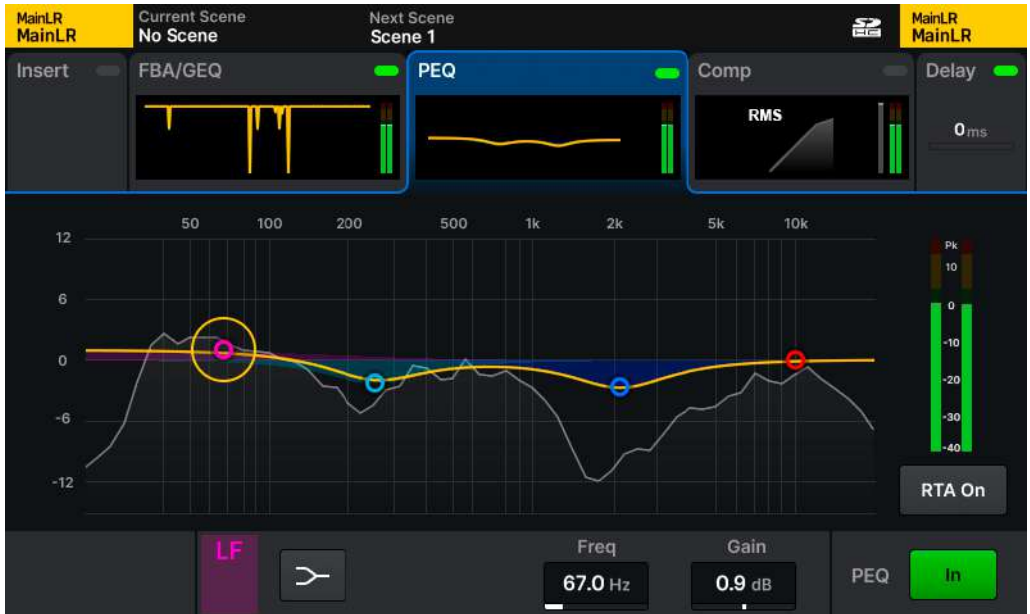 MainLR
MainLR
Current Scene
No Scene
Next Scene
Scene 1
MainLR
MainLR
Insert
FBA/GEQ
PEQ
Comp
RMS
Delay
0 ms
50 100 200 500 1k 2k 5k 10k
12
6
0
-6
-12
Pk
10
0
-10
-20
-30
-40
RTA On
LF
Freq
67.0 Hz
Gain
0.9 dB
PEQ
In